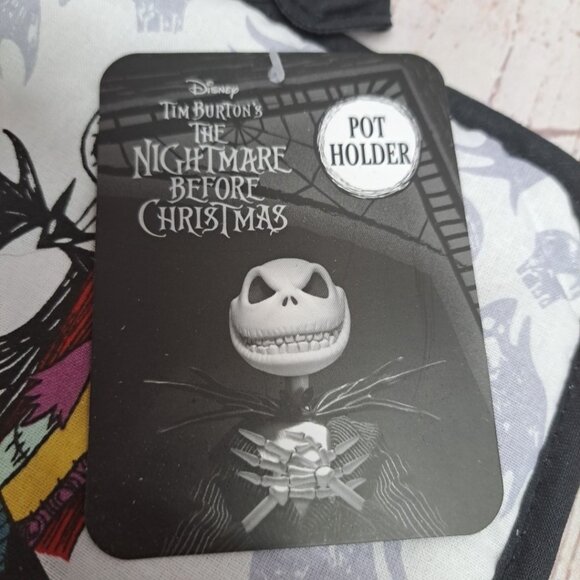 Disney
TIM BURTON'S
THE
NIGHTMARE
BEFORE
CHRISTMAS
POT
HOLDER